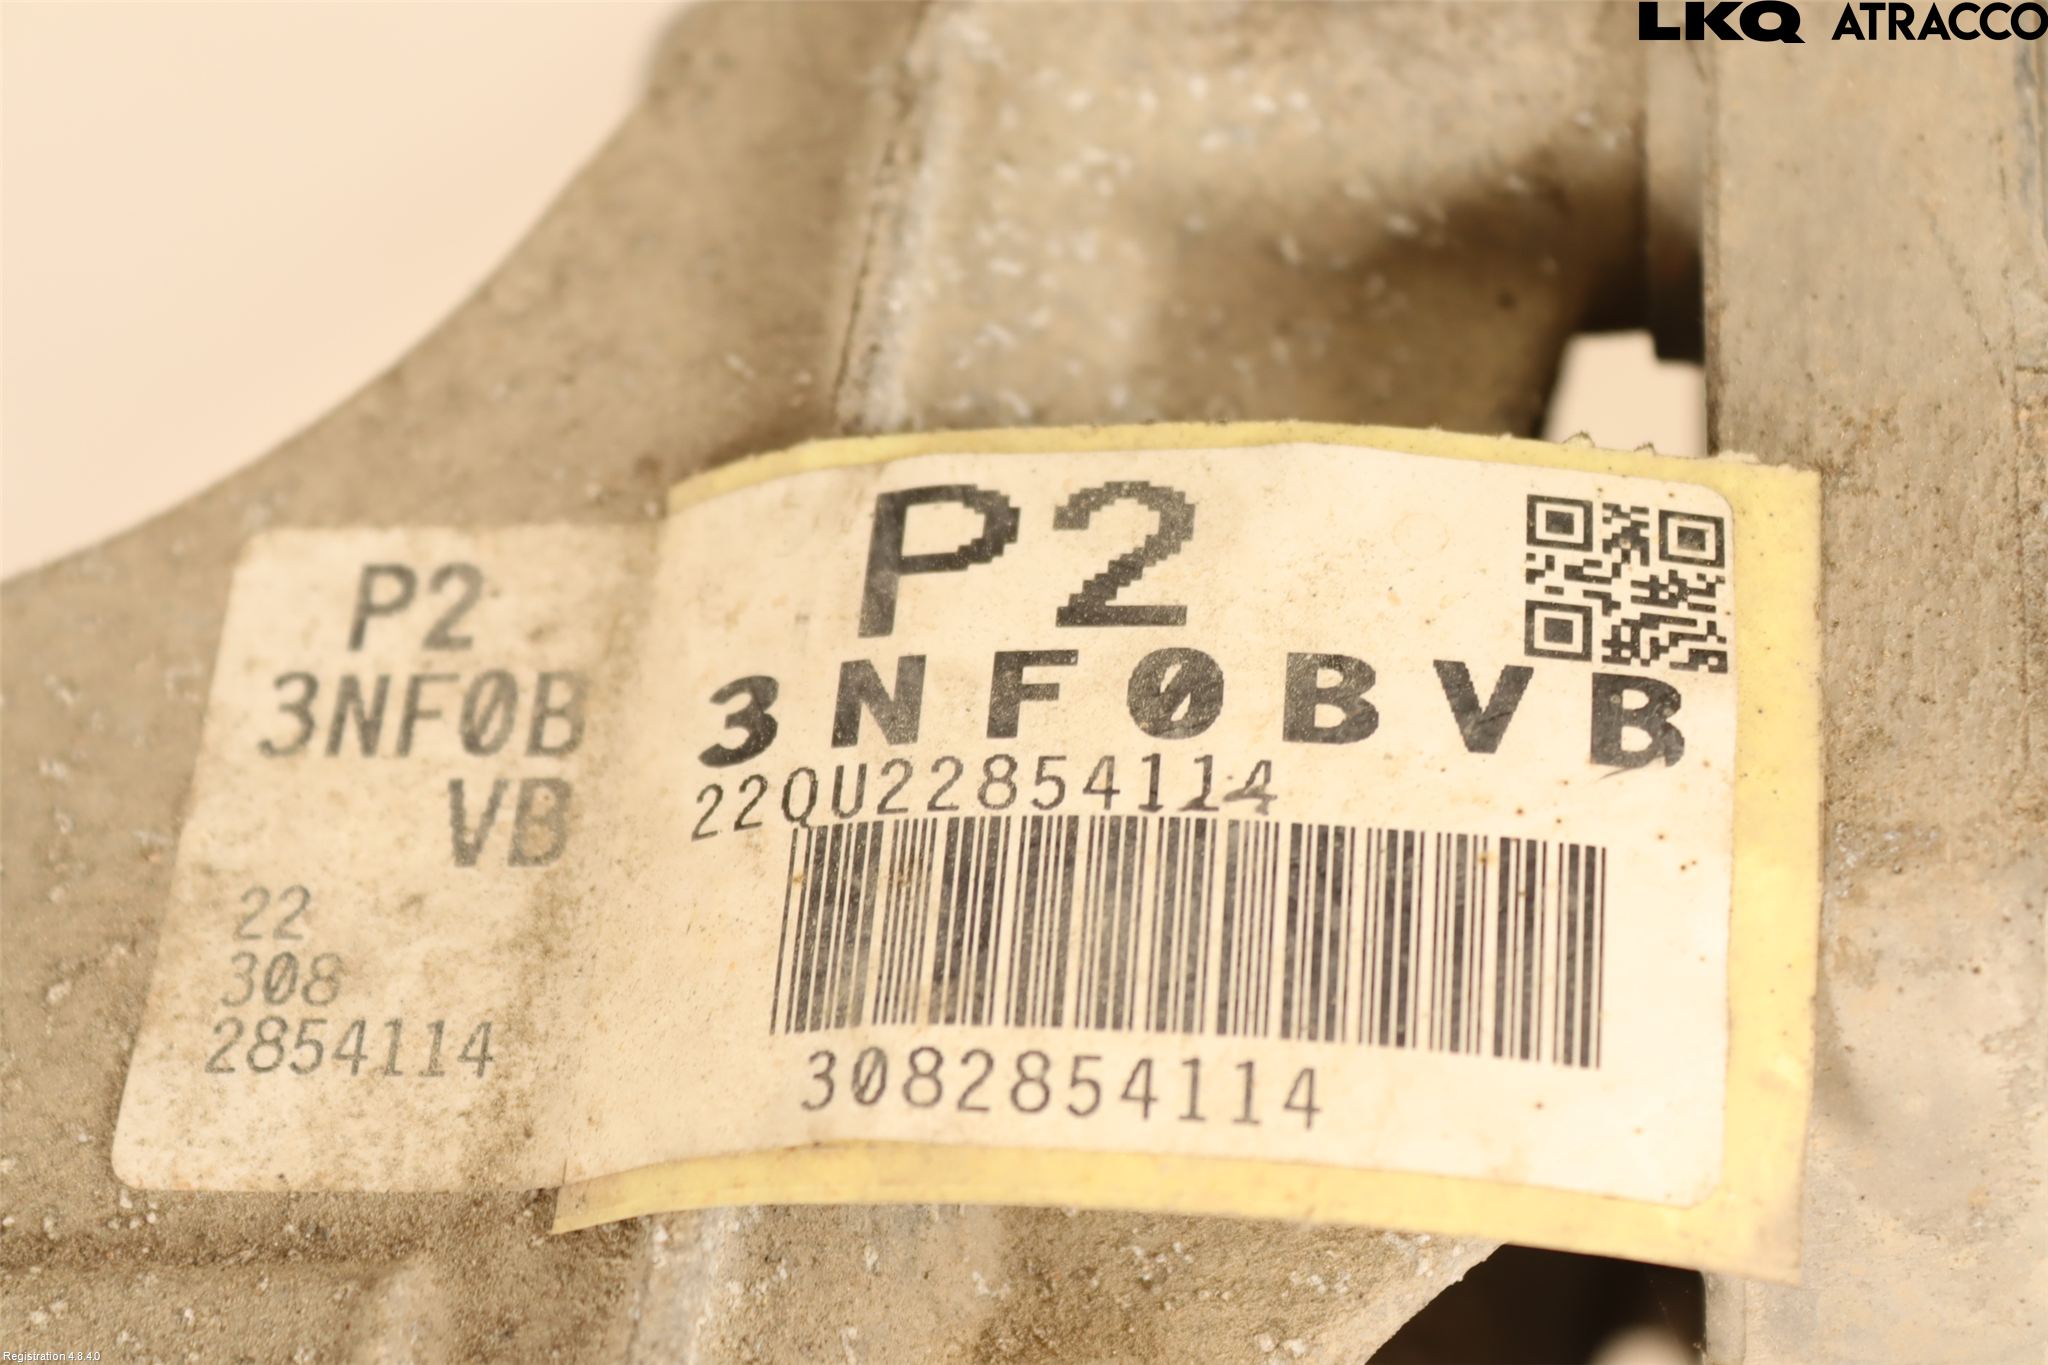 LKQ ATRACCO
P2
3NF0B
VB
22
308
2854114
P2
3NF0BVB
22QU22854114
3082854114
Registration 4.8.4.0